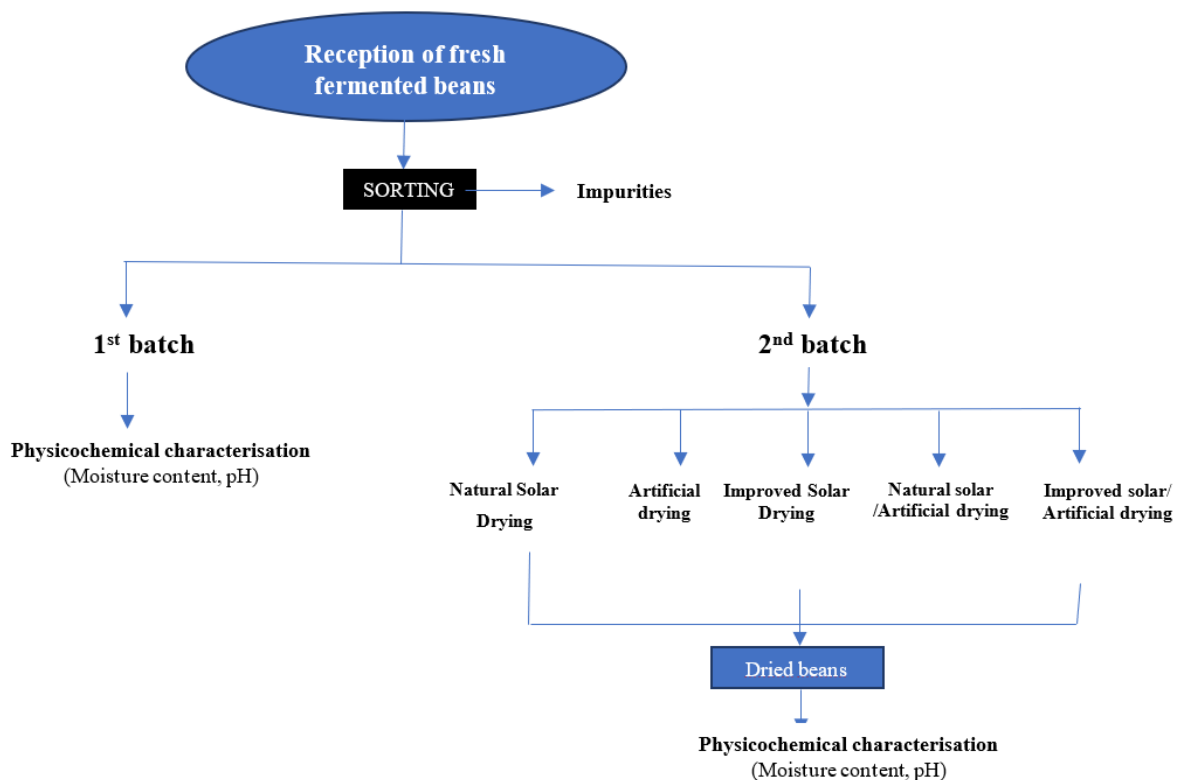 Reception of fresh
fermented beans
SORTING
Impurities
1st batch
2nd batch
Physicochemical characterisation
(Moisture content, pH)
Natural Solar
Drying
Artificial
drying
Improved Solar
Drying
Natural solar
/Artificial drying
Improved solar/
Artificial drying
Dried beans
Physicochemical characterisation
(Moisture content, pH)